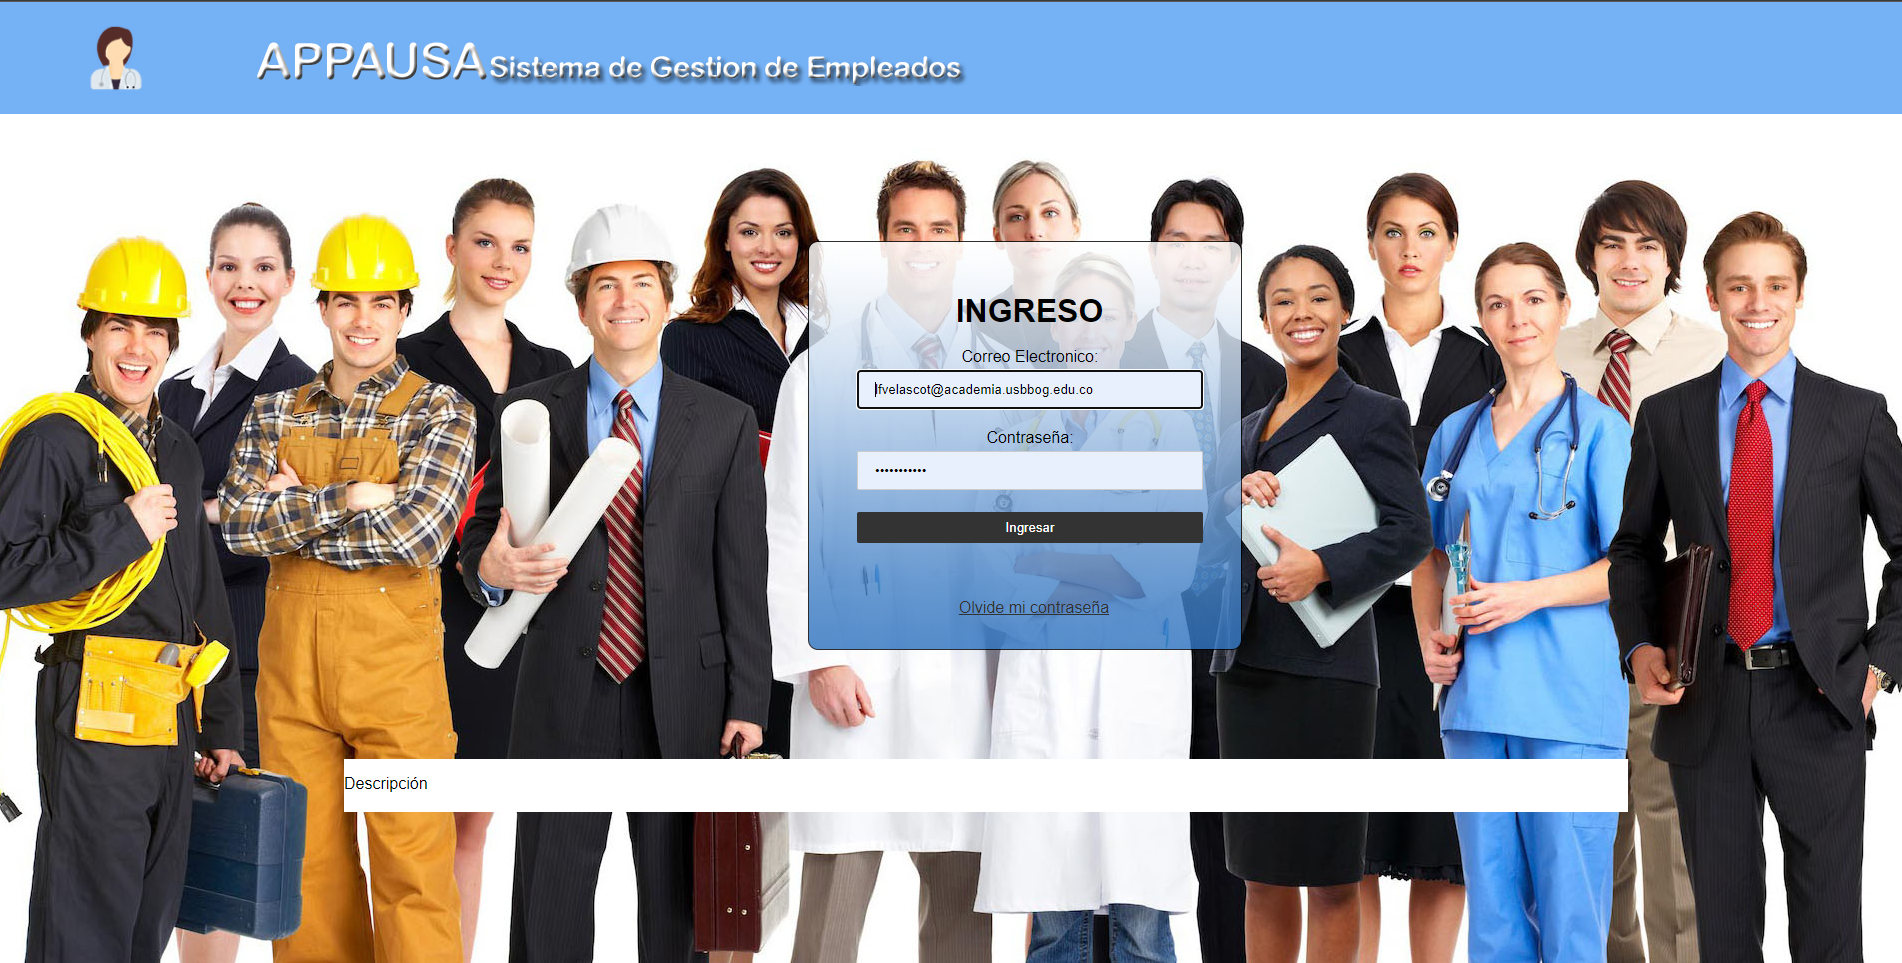 APPAUSA Sistema de Gestion de Empleados
INGRESO
Correo Electronico:
lfvelascot@academia.usbbog.edu.co
Contraseña:
•••••••••••
Ingresar
Olvide mi contraseña
Descripción